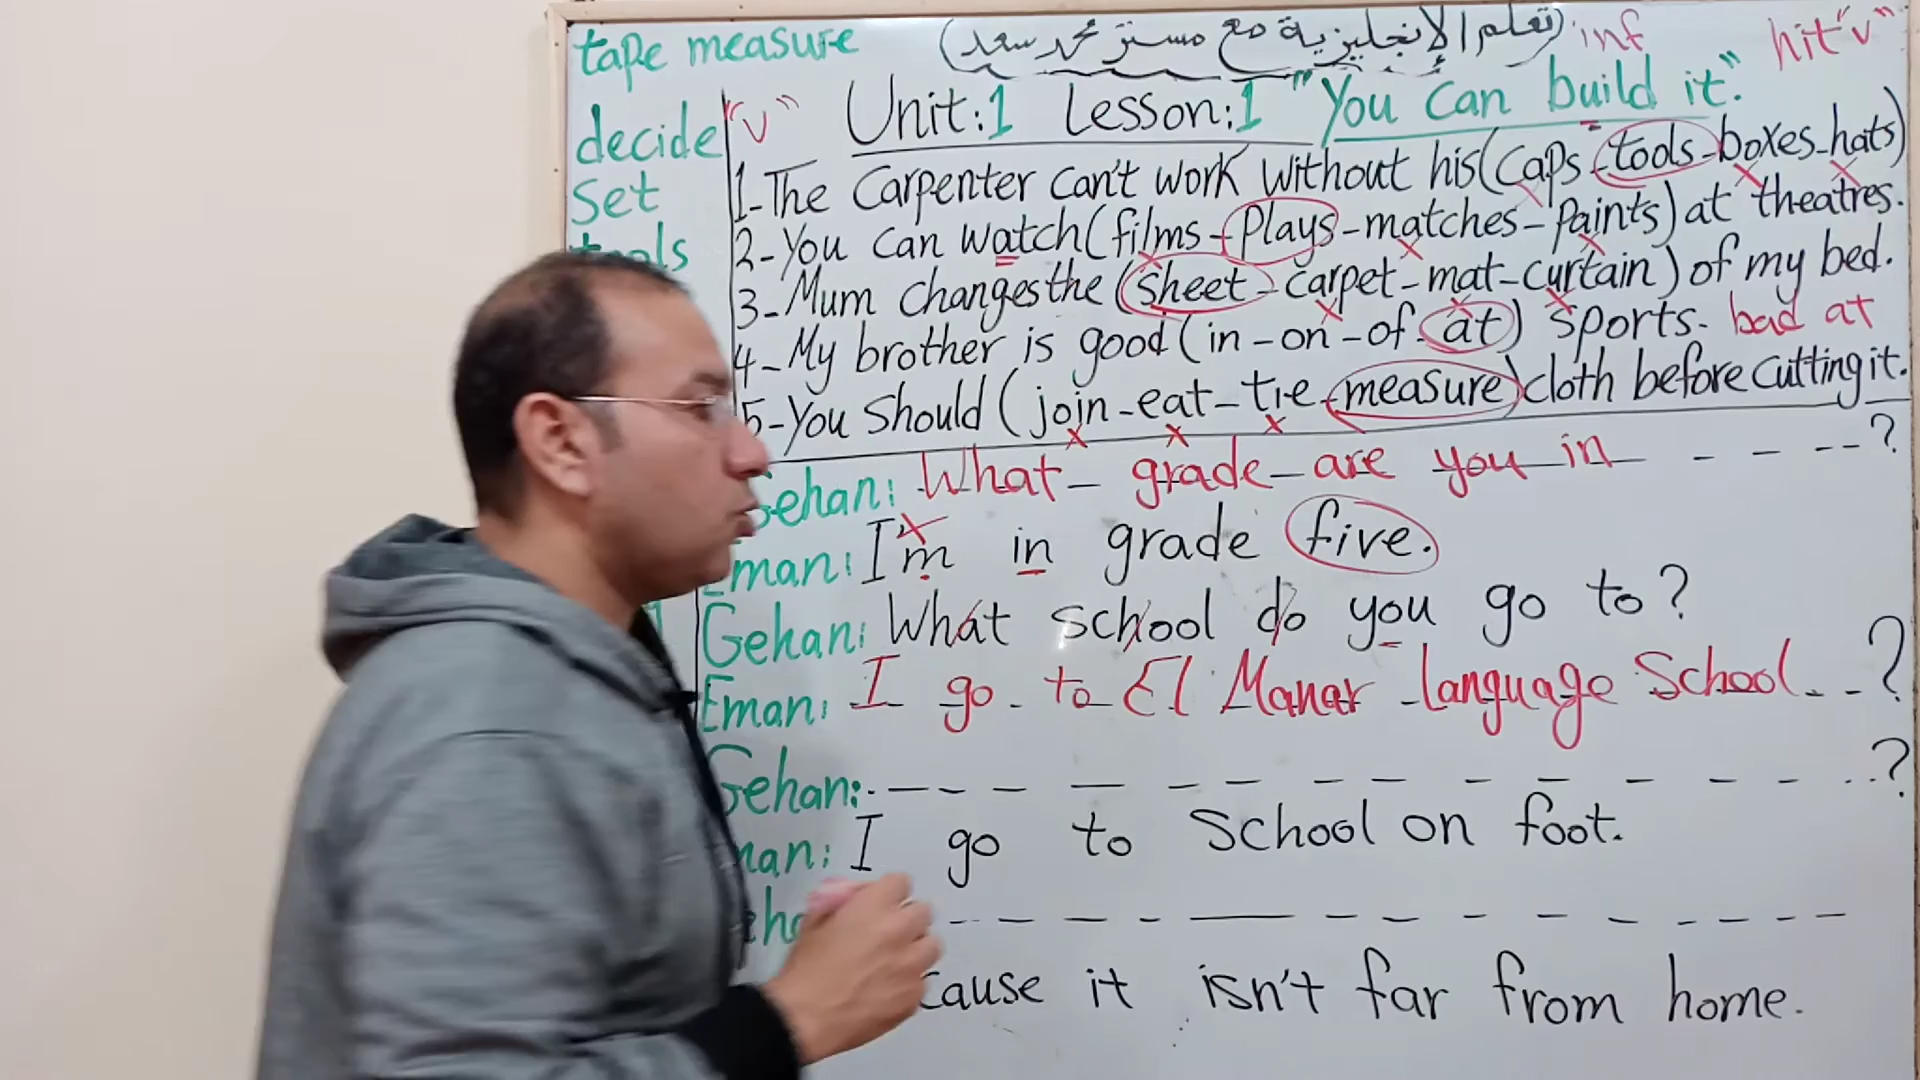 tape measure
(تعلم الإنجليزية مع مستر محمد سعد)
inf
hit "v"
decide "v"
Set
tools
Unit:1 Lesson:1 "You Can build it."
1-The Carpenter can't work without his (caps - tools - boxes - hats)
2-You can watch (films - plays - matches - paints) at theatres.
3-Mum changes the (sheet - carpet - mat - curtain) of my bed.
4-My brother is good (in - on - of - at) sports. bad at
5-You Should (join - eat - tie - measure) cloth before cutting it.
Gehan: What grade are you in - - - - ?
Eman: I'm in grade five.
Gehan: What school do you go to?
Eman: I go to El Manar language School. - ?
Gehan: - - - - - - - - - - - - - - ?
man: I go to School on foot.
eha - - - - - - - - - - - - - -
cause it isn't far from home.